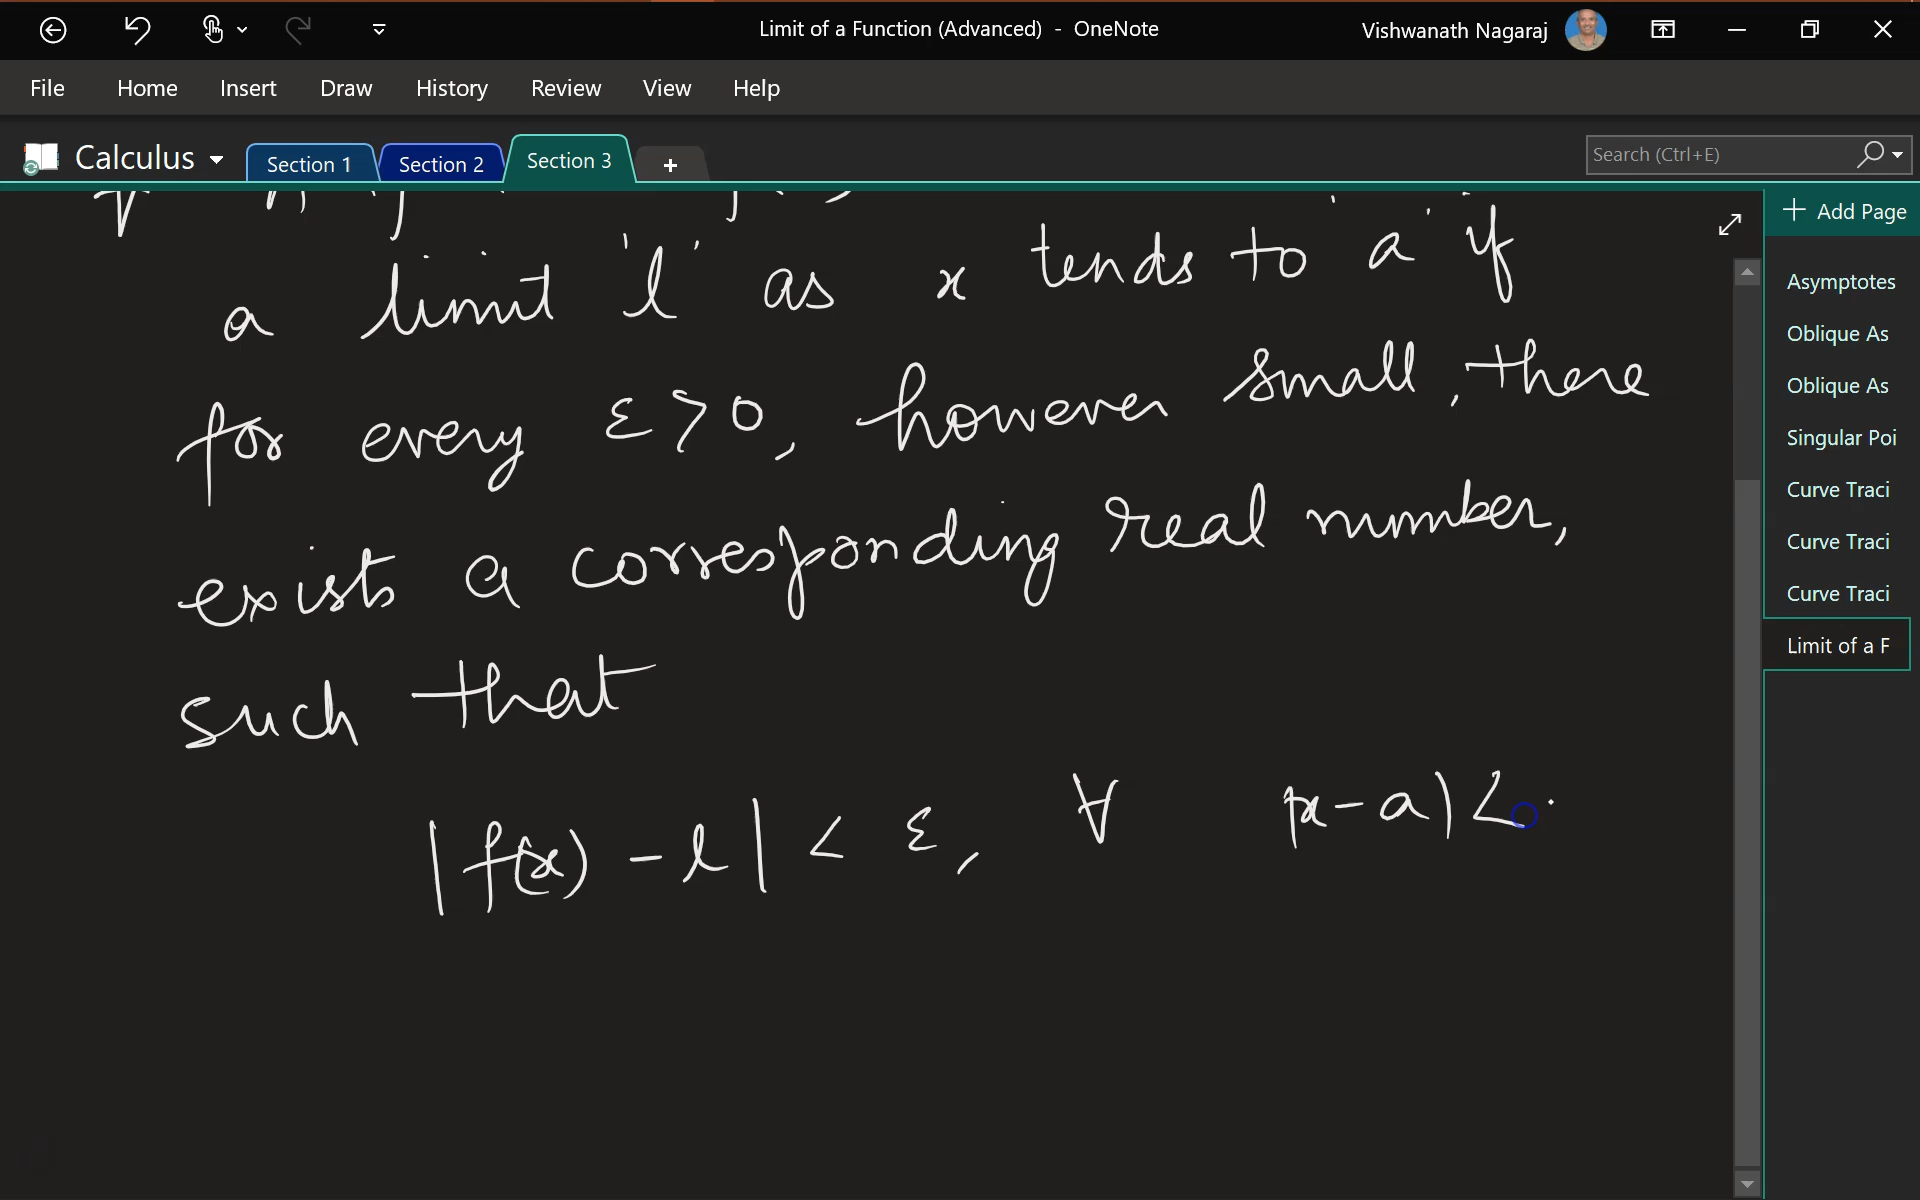 Limit of a Function (Advanced) - OneNote
Vishwanath Nagaraj
File Home Insert Draw History Review View Help
Calculus Section 1 Section 2 Section 3 +
Search (Ctrl+E)
a limit 'l' as x tends to 'a' if
for every ε > 0, however small, there
exists a corresponding real number,
such that
|f(x) - l| < ε, ∀ |x - a| <
+ Add Page
Asymptotes
Oblique As
Oblique As
Singular Poi
Curve Traci
Curve Traci
Curve Traci
Limit of a F